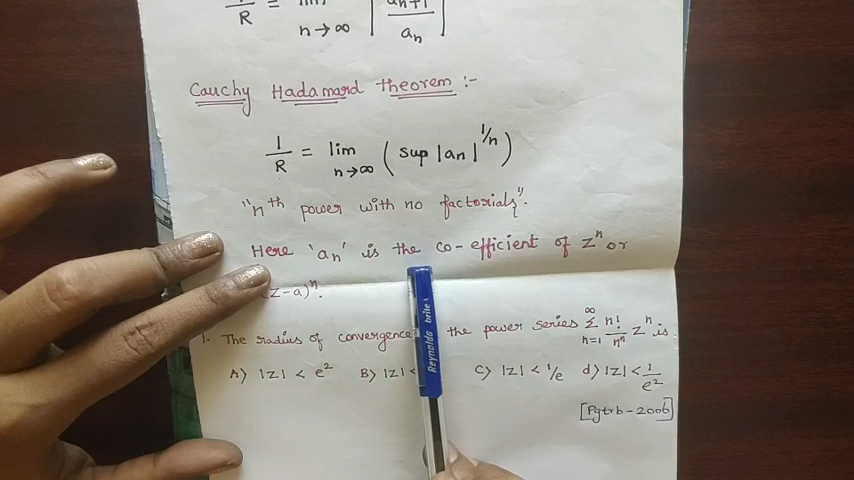 1/R = lim n→∞ | an+1 / an |
Cauchy Hadamard theorem :-
1/R = lim n→∞ ( sup |an|^1/n )
"nth power with no factorials".
Here 'an' is the co-efficient of Z^n or
(Z-a)^n.
1. The radius of convergence the power series ∞ Σ n=1 n!/n^n Z^n is
A) |Z| < e^2 B) |Z| < C) |Z| < 1/e d) |Z| < 1/e^2
[Pgtrb-2006]
Reynolds brite